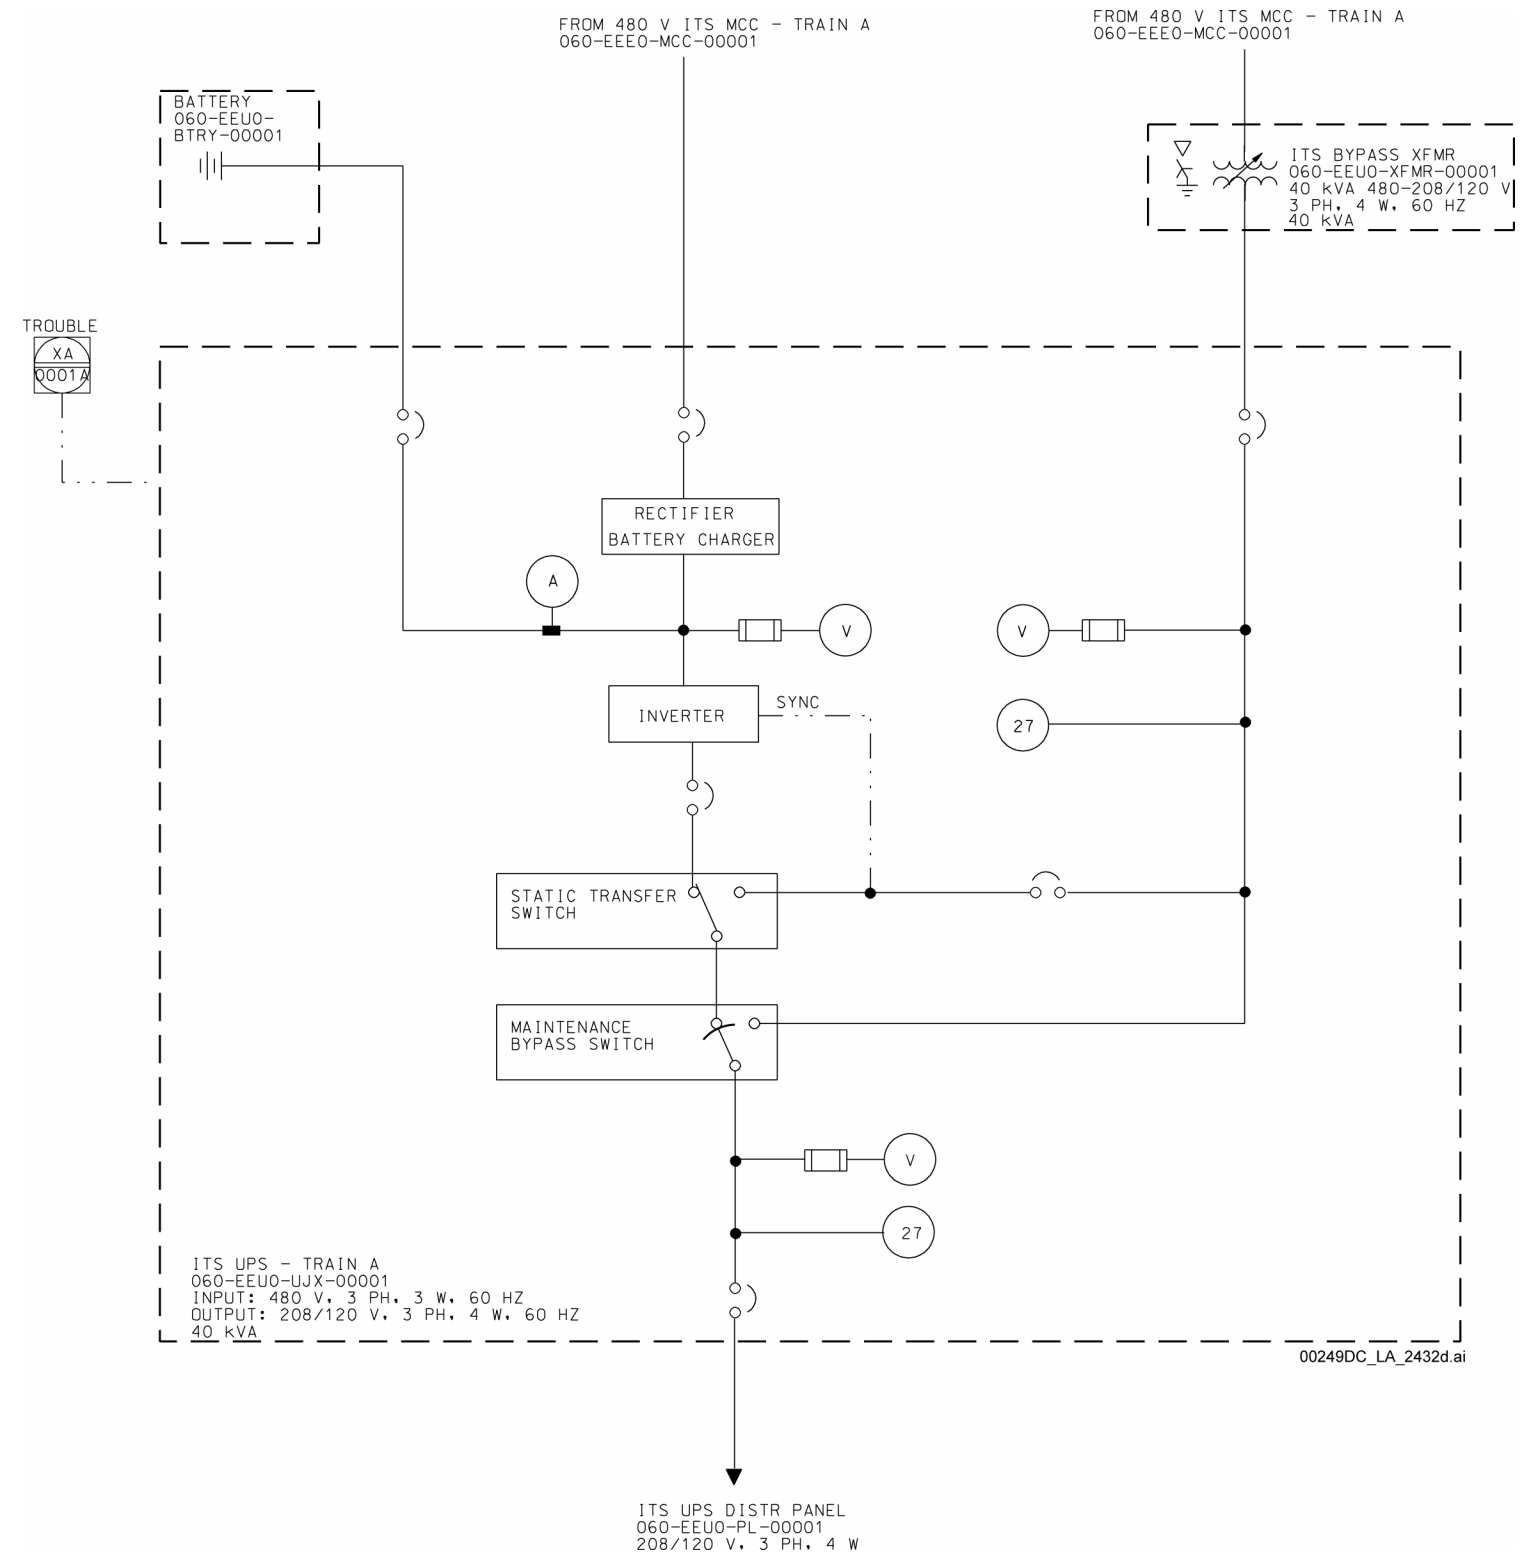 FROM 480 V ITS MCC - TRAIN A
060-EEE0-MCC-00001
FROM 480 V ITS MCC - TRAIN A
060-EEE0-MCC-00001
BATTERY
060-EEU0-
BTRY-00001
ITS BYPASS XFMR
060-EEU0-XFMR-00001
40 kVA 480-208/120 V
3 PH, 4 W, 60 HZ
40 kVA
TROUBLE
XA
0001A
RECTIFIER
BATTERY CHARGER
A
V
V
INVERTER
SYNC
27
STATIC TRANSFER
SWITCH
MAINTENANCE
BYPASS SWITCH
V
27
ITS UPS - TRAIN A
060-EEU0-UJX-00001
INPUT: 480 V, 3 PH, 3 W, 60 HZ
OUTPUT: 208/120 V, 3 PH, 4 W, 60 HZ
40 kVA
00249DC_LA_2432d.ai
ITS UPS DISTR PANEL
060-EEU0-PL-00001
208/120 V, 3 PH, 4 W